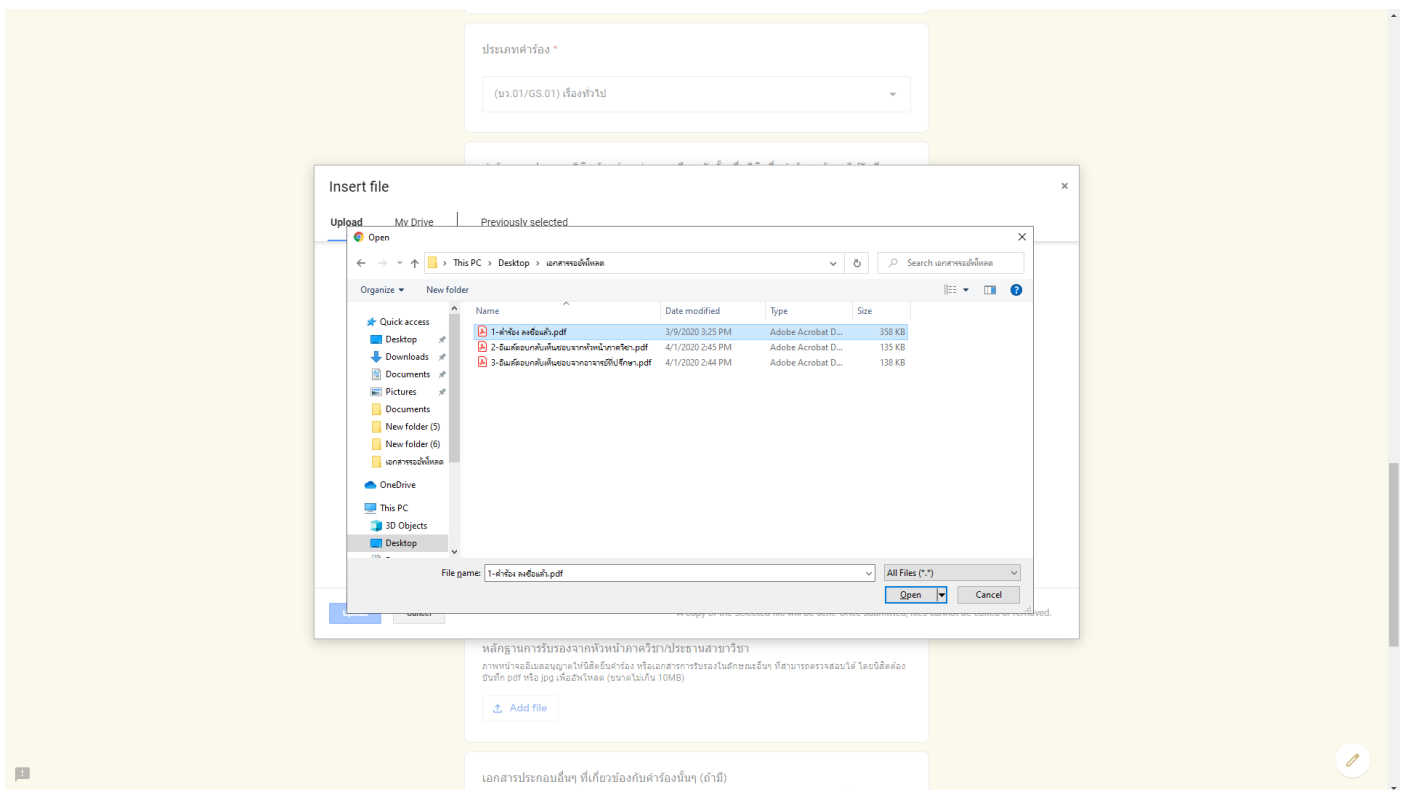 ประเภทคำร้อง *
(บว.01/GS.01) เรื่องทั่วไป
Insert file
×
Upload My Drive Previously selected
Open
This PC › Desktop › เอกสารรออัพโหลด
Search เอกสารรออัพโหลด
Organize New folder
Name Date modified Type Size
Quick access
Desktop
Downloads
Documents
Pictures
Documents
New folder (5)
New folder (6)
เอกสารรออัพโหลด
OneDrive
This PC
3D Objects
Desktop
1-คำร้อง ลงชื่อแล้ว.pdf 3/9/2020 3:25 PM Adobe Acrobat D... 358 KB
2-อีเมล์ตอบกลับเห็นชอบจากหัวหน้าภาควิชา.pdf 4/1/2020 2:45 PM Adobe Acrobat D... 135 KB
3-อีเมล์ตอบกลับเห็นชอบจากอาจารย์ที่ปรึกษา.pdf 4/1/2020 2:44 PM Adobe Acrobat D... 138 KB
File name: 1-คำร้อง ลงชื่อแล้ว.pdf All Files (*.*)
Open Cancel
หลักฐานการรับรองจากหัวหน้าภาควิชา/ประธานสาขาวิชา
ภาพหน้าจออีเมลอนุญาตให้นิสิตยื่นคำร้อง หรือเอกสารการรับรองในลักษณะอื่นๆ ที่สามารถตรวจสอบได้ โดยนิสิตต้อง
บันทึก pdf หรือ jpg เพื่ออัพโหลด (ขนาดไม่เกิน 10MB)
Add file
เอกสารประกอบอื่นๆ ที่เกี่ยวข้องกับคำร้องนั้นๆ (ถ้ามี)